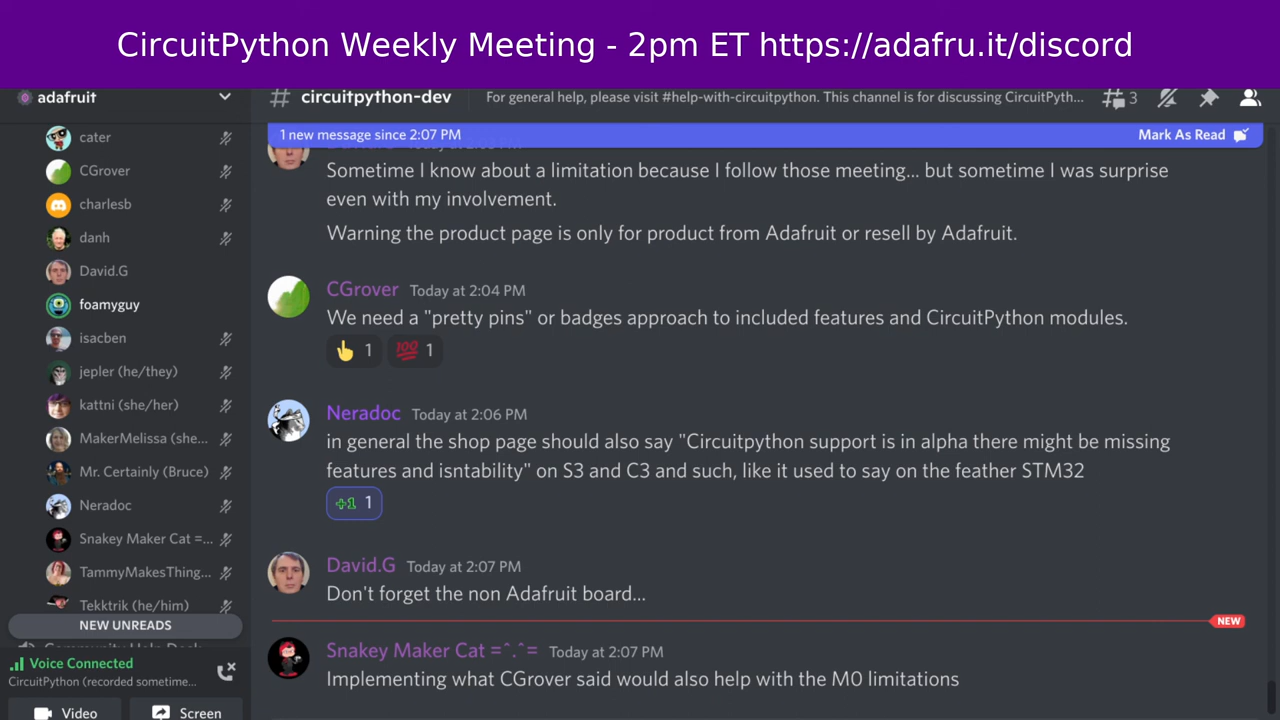 CircuitPython Weekly Meeting - 2pm ET https://adafru.it/discord
adafruit
# circuitpython-dev
For general help, please visit #help-with-circuitpython. This channel is for discussing CircuitPyth...
3
cater
CGrover
charlesb
danh
David.G
foamyguy
isacben
jepler (he/they)
kattni (she/her)
MakerMelissa (she...
Mr. Certainly (Bruce)
Neradoc
Snakey Maker Cat =...
TammyMakesThing...
Tekktrik (he/him)
NEW UNREADS
Voice Connected
CircuitPython (recorded sometime...
Video
Screen
1 new message since 2:07 PM
Mark As Read
Sometime I know about a limitation because I follow those meeting... but sometime I was surprise
even with my involvement.
Warning the product page is only for product from Adafruit or resell by Adafruit.
CGrover Today at 2:04 PM
We need a "pretty pins" or badges approach to included features and CircuitPython modules.
1
100 1
Neradoc Today at 2:06 PM
in general the shop page should also say "Circuitpython support is in alpha there might be missing
features and isntability" on S3 and C3 and such, like it used to say on the feather STM32
+1 1
David.G Today at 2:07 PM
Don't forget the non Adafruit board...
NEW
Snakey Maker Cat =^.^= Today at 2:07 PM
Implementing what CGrover said would also help with the M0 limitations